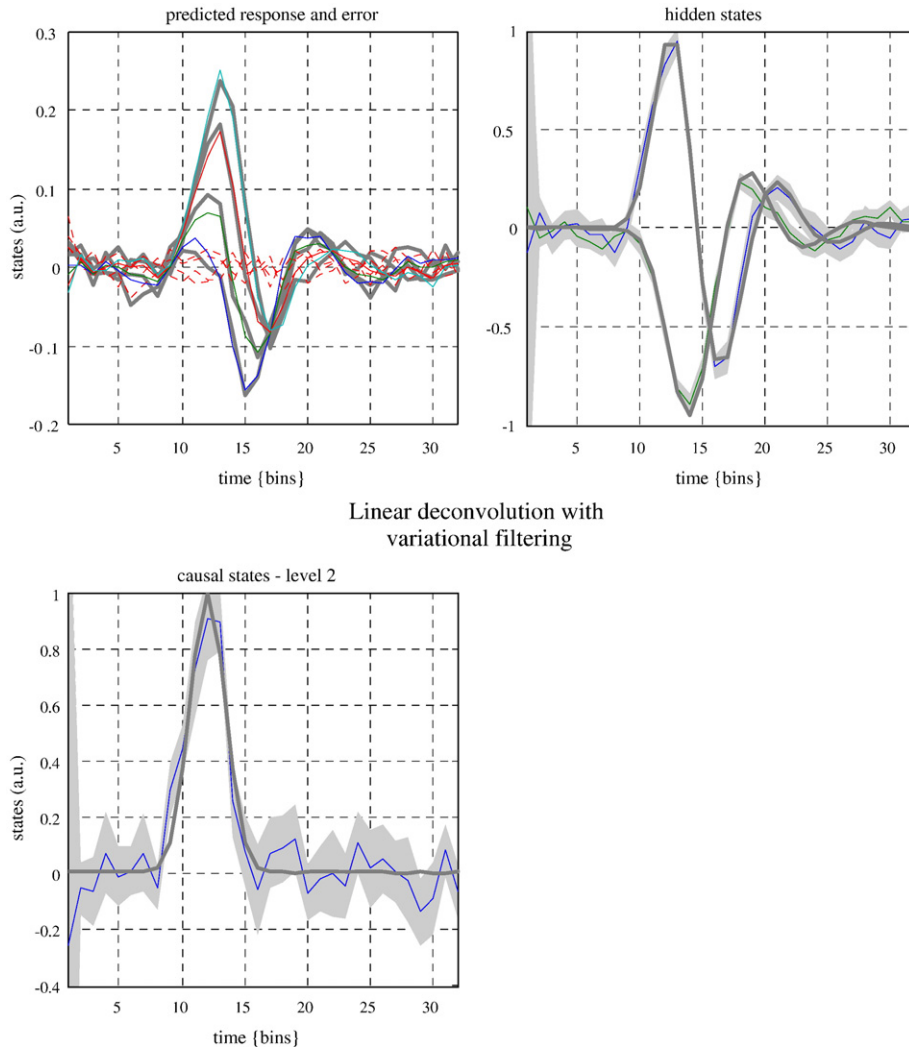 predicted response and error
0.3
0.2
0.1
0
-0.1
-0.2
states (a.u.)
5 10 15 20 25 30
time {bins}
hidden states
1
0.5
0
-0.5
-1
5 10 15 20 25 30
time {bins}
Linear deconvolution with
variational filtering
causal states - level 2
1
0.8
0.6
0.4
0.2
0
-0.2
-0.4
states (a.u.)
5 10 15 20 25 30
time {bins}